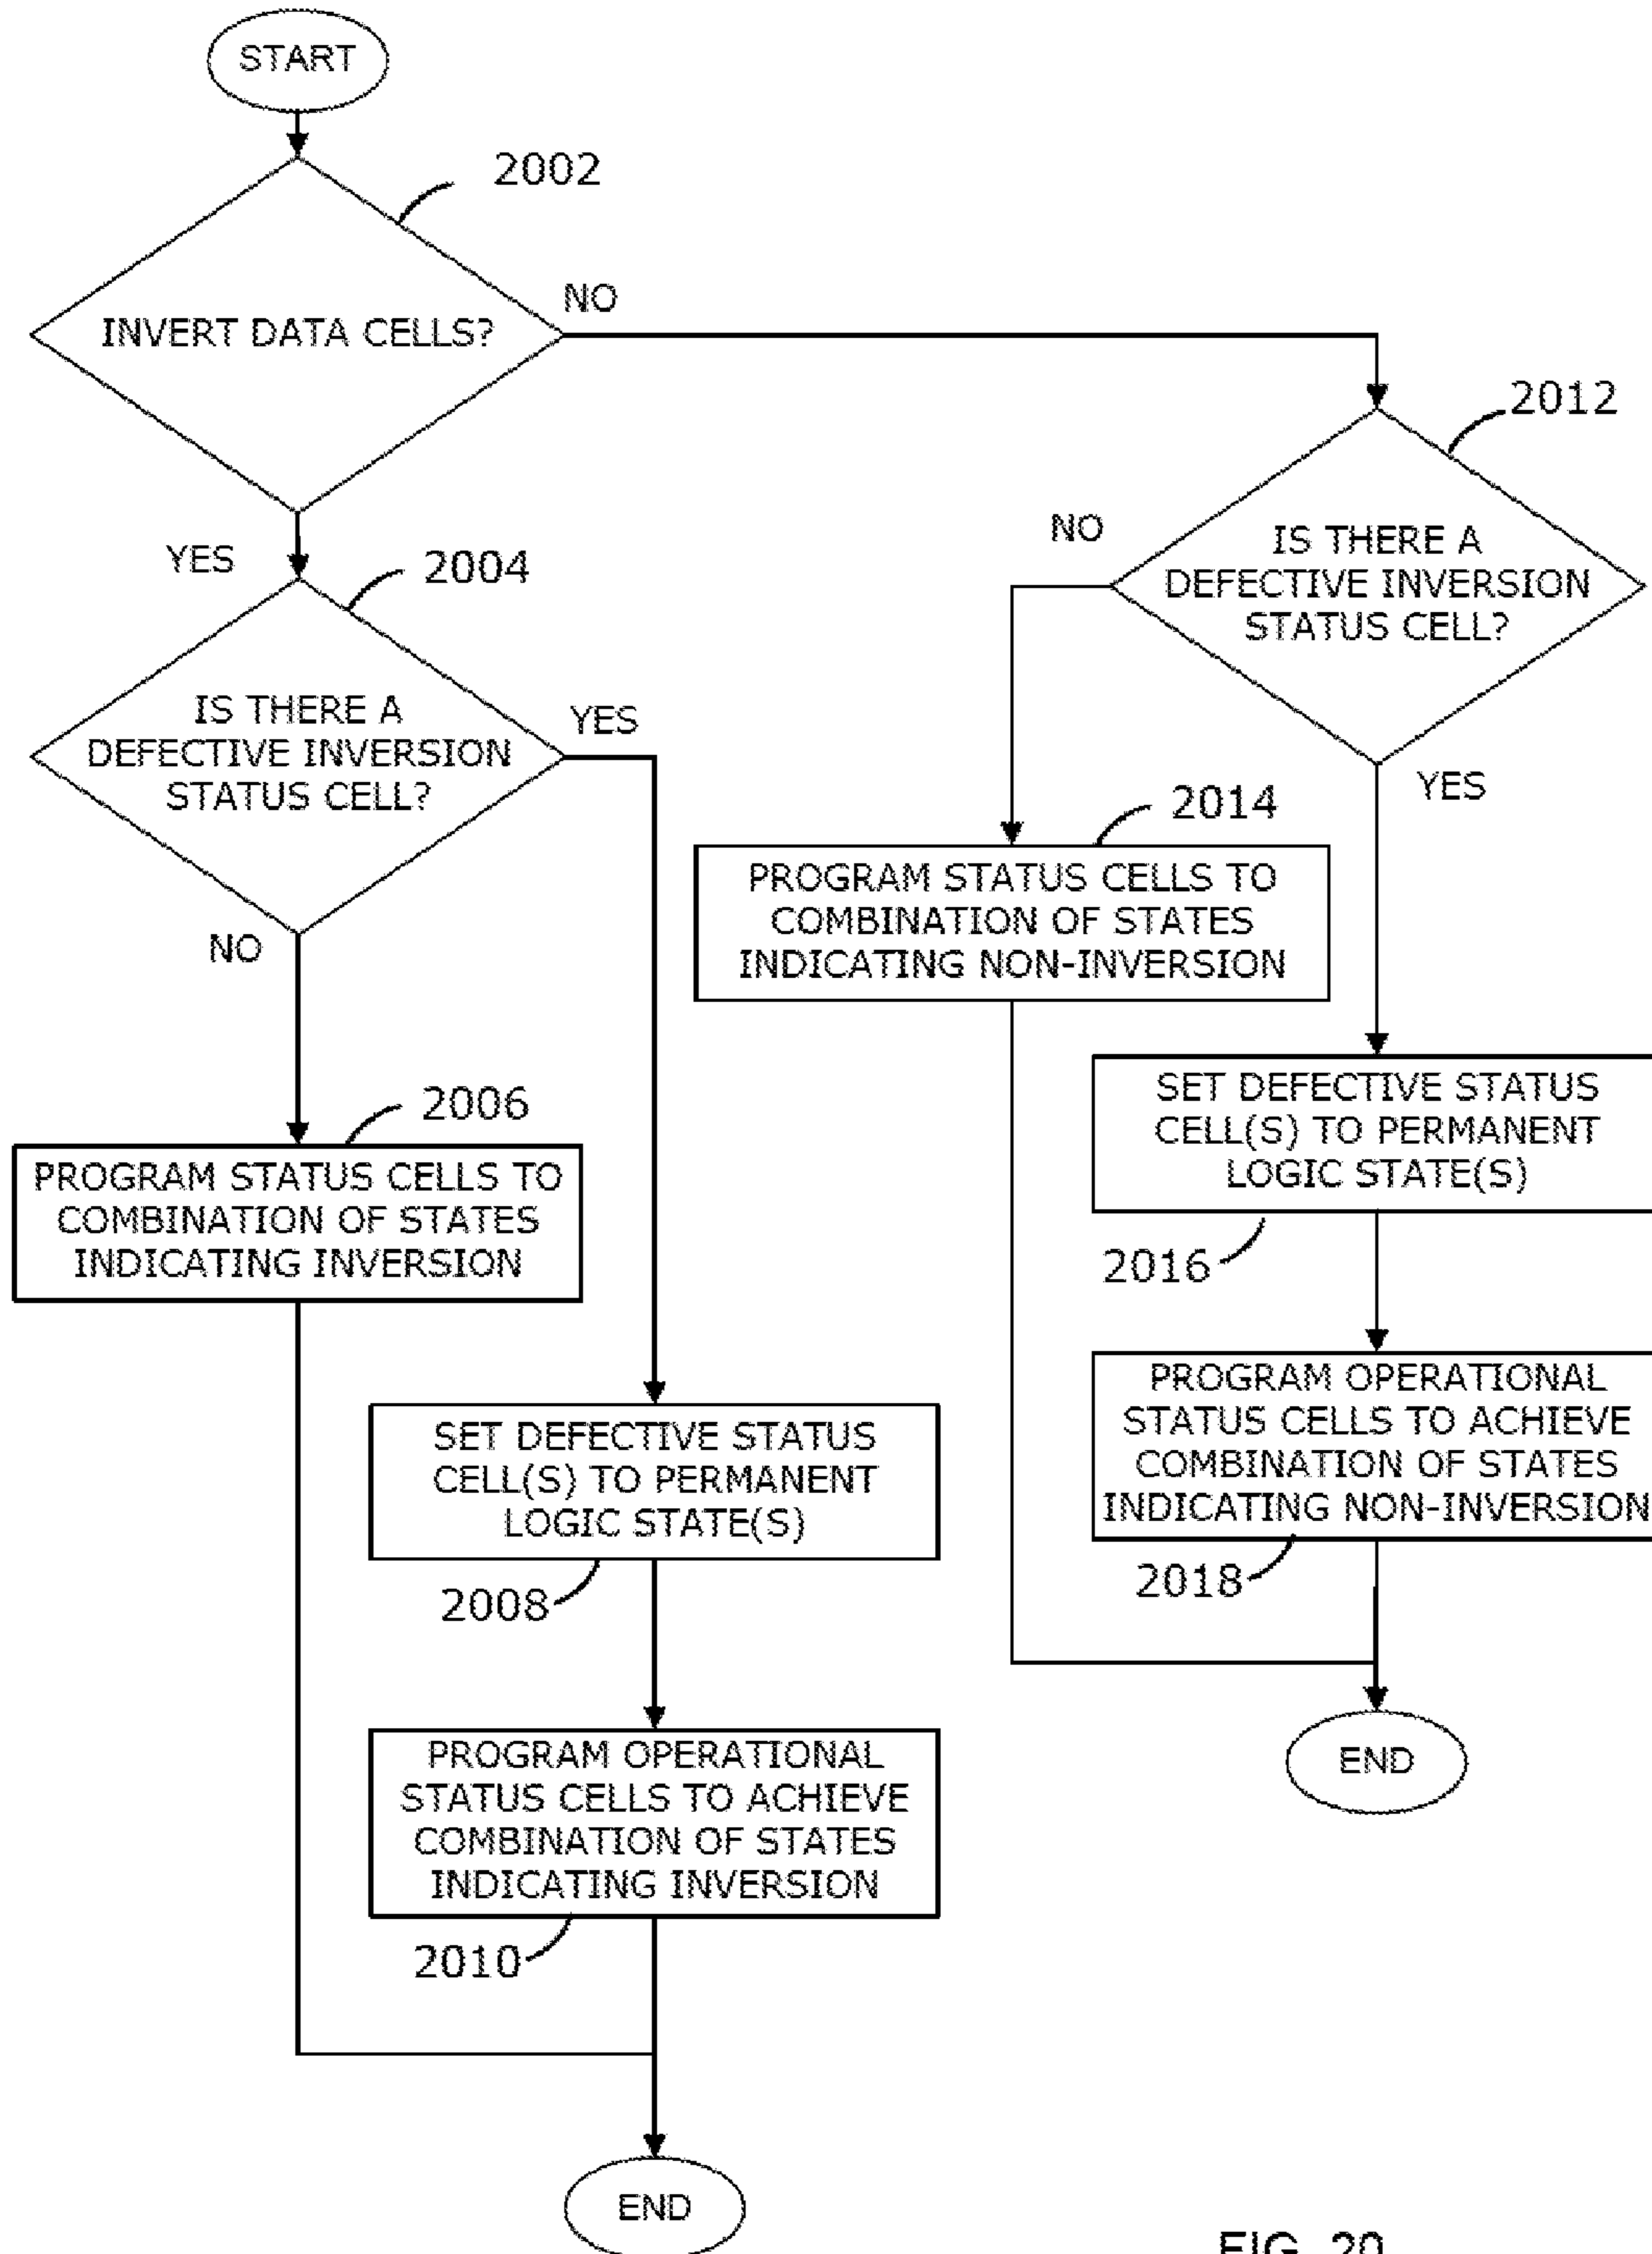 START
2002
INVERT DATA CELLS?
NO
YES
2012
IS THERE A
DEFECTIVE INVERSION
STATUS CELL?
NO
YES
2004
IS THERE A
DEFECTIVE INVERSION
STATUS CELL?
YES
NO
2014
PROGRAM STATUS CELLS TO
COMBINATION OF STATES
INDICATING NON-INVERSION
2006
PROGRAM STATUS CELLS TO
COMBINATION OF STATES
INDICATING INVERSION
SET DEFECTIVE STATUS
CELL(S) TO PERMANENT
LOGIC STATE(S)
2016
PROGRAM OPERATIONAL
STATUS CELLS TO ACHIEVE
COMBINATION OF STATES
INDICATING NON-INVERSION
2018
SET DEFECTIVE STATUS
CELL(S) TO PERMANENT
LOGIC STATE(S)
2008
PROGRAM OPERATIONAL
STATUS CELLS TO ACHIEVE
COMBINATION OF STATES
INDICATING INVERSION
2010
END
END
FIG. 20